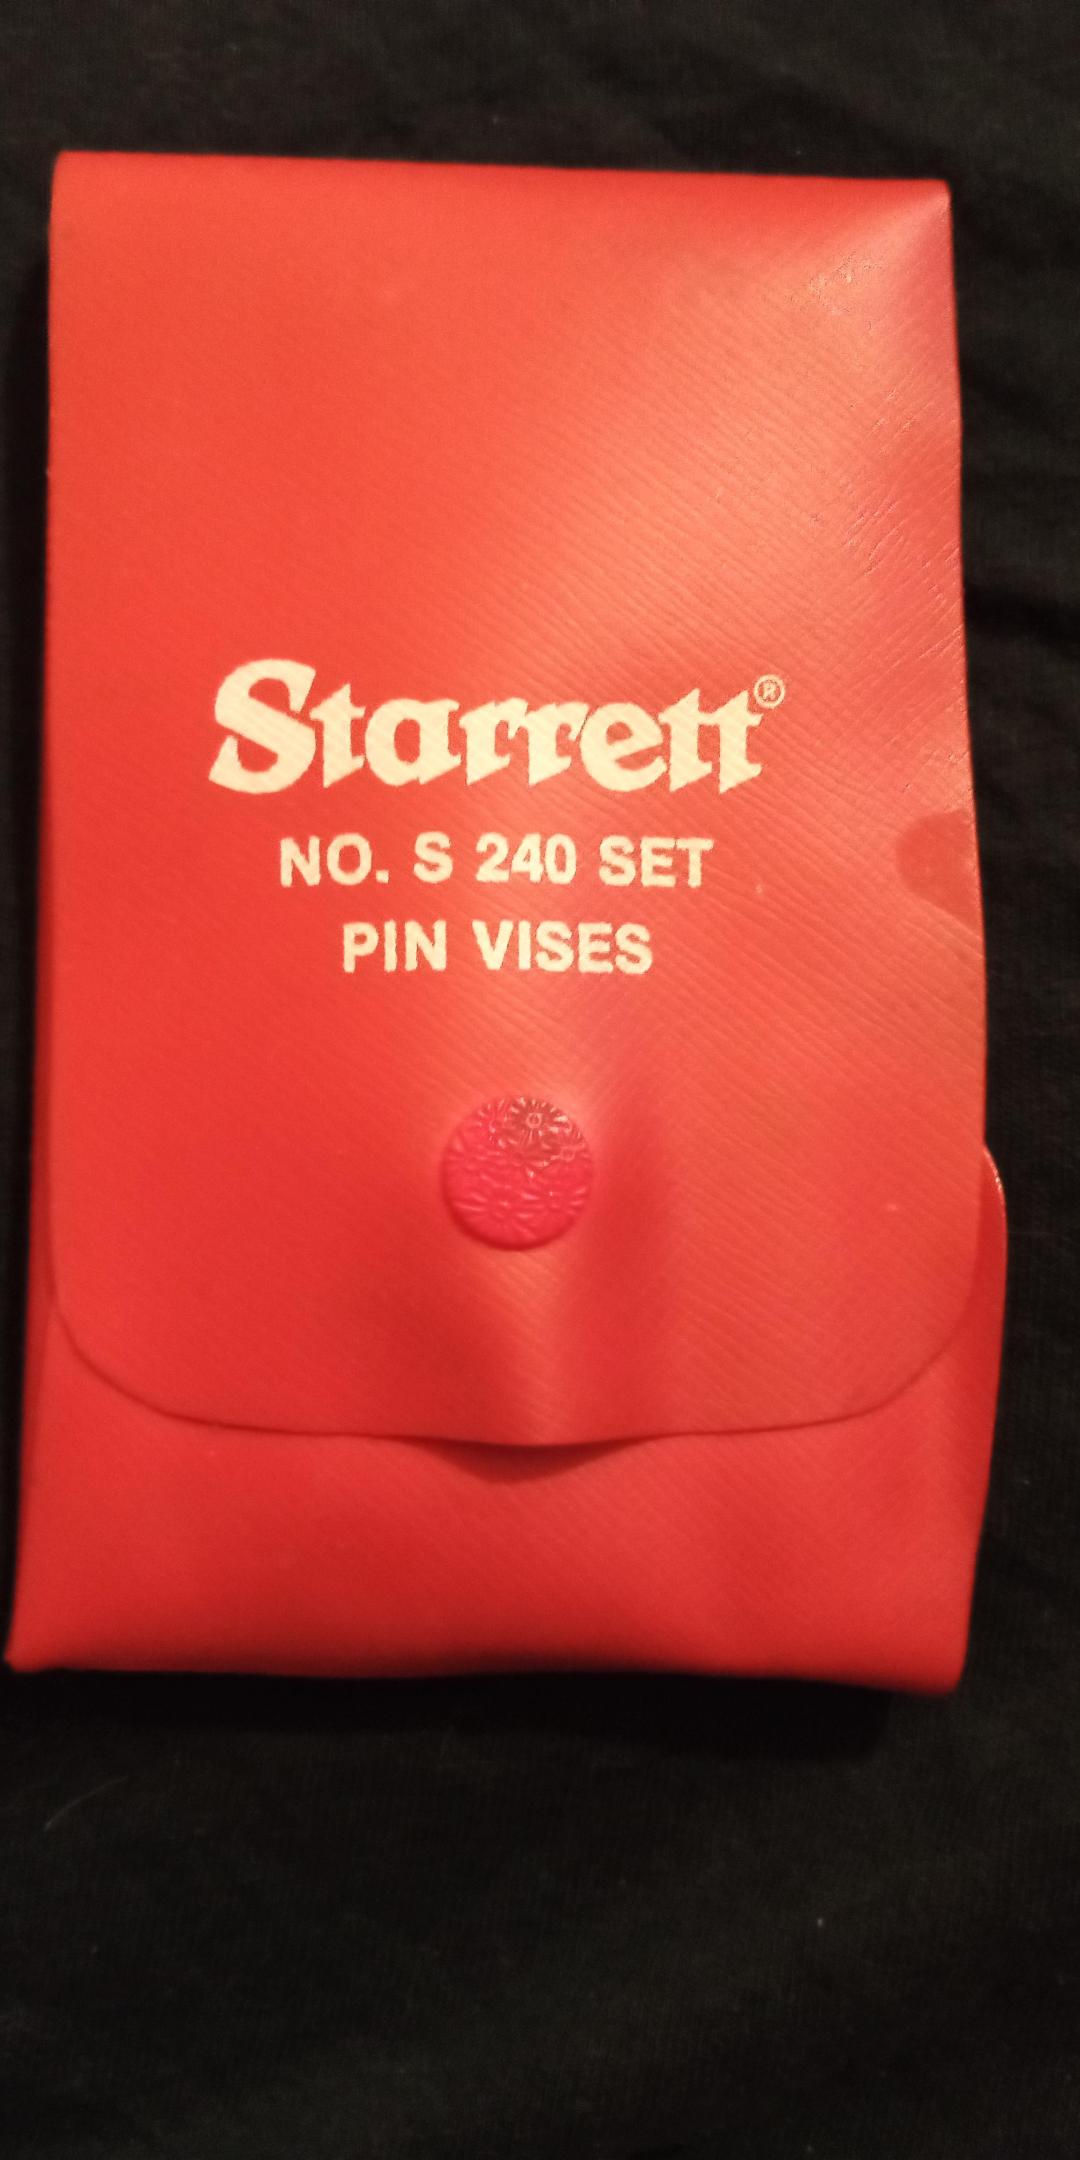 Starrett®
NO. S 240 SET
PIN VISES